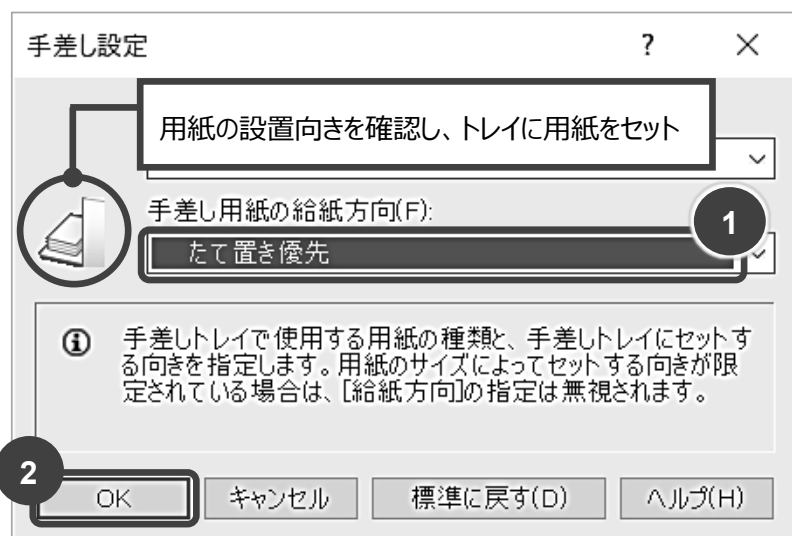 手差し設定
?
×
用紙の設置向きを確認し、トレイに用紙をセット
手差し用紙の給紙方向(F):
1
たて置き優先
手差しトレイで使用する用紙の種類と、手差しトレイにセットす
る向きを指定します。用紙のサイズによってセットする向きが限
定されている場合は、[給紙方向]の指定は無視されます。
2
OK
キャンセル
標準に戻す(D)
ヘルプ(H)